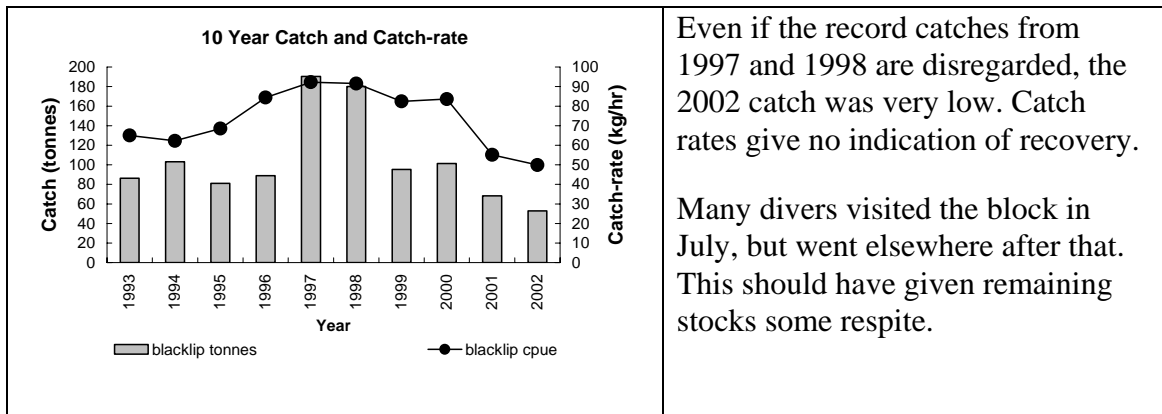 10 Year Catch and Catch-rate
200
180
160
140
120
100
80
60
40
20
0
Catch (tonnes)
100
90
80
70
60
50
40
30
20
10
0
Catch-rate (kg/hr)
1993
1994
1995
1996
1997
1998
1999
2000
2001
2002
Year
blacklip tonnes
blacklip cpue
Even if the record catches from
1997 and 1998 are disregarded, the
2002 catch was very low. Catch
rates give no indication of recovery.
Many divers visited the block in
July, but went elsewhere after that.
This should have given remaining
stocks some respite.